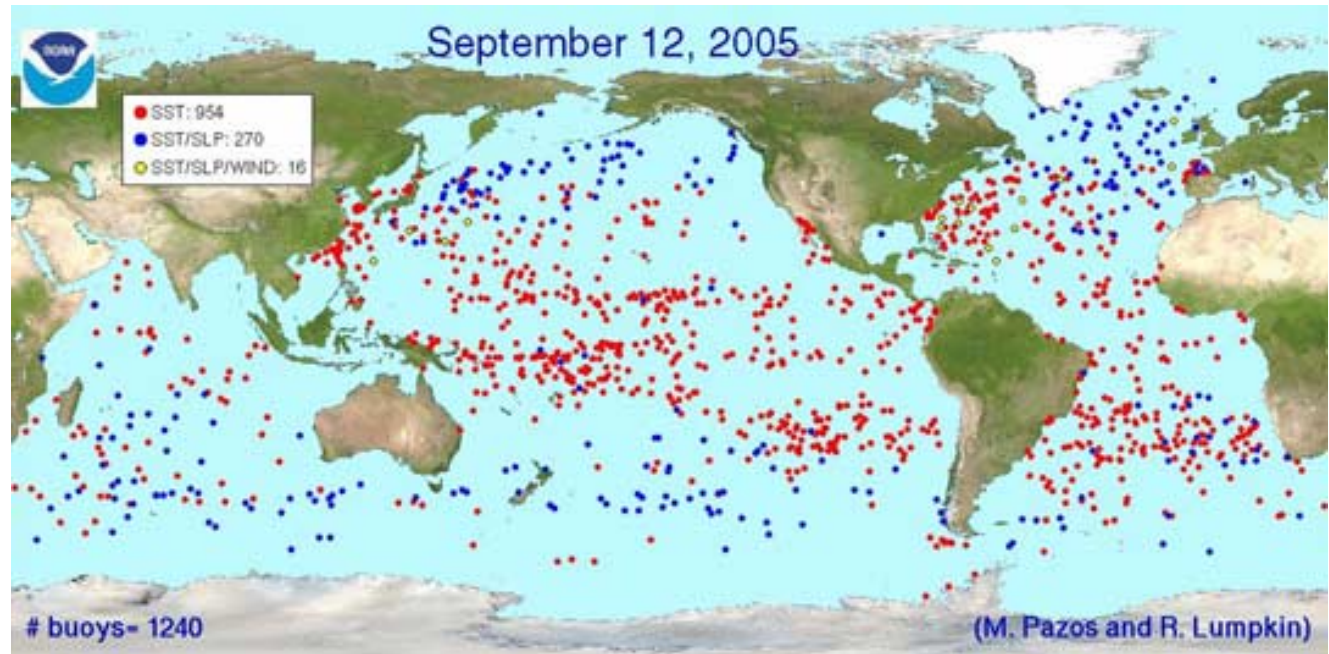 September 12, 2005
SST: 954
SST/SLP: 270
SST/SLP/WIND: 16
# buoys= 1240
(M. Pazos and R. Lumpkin)